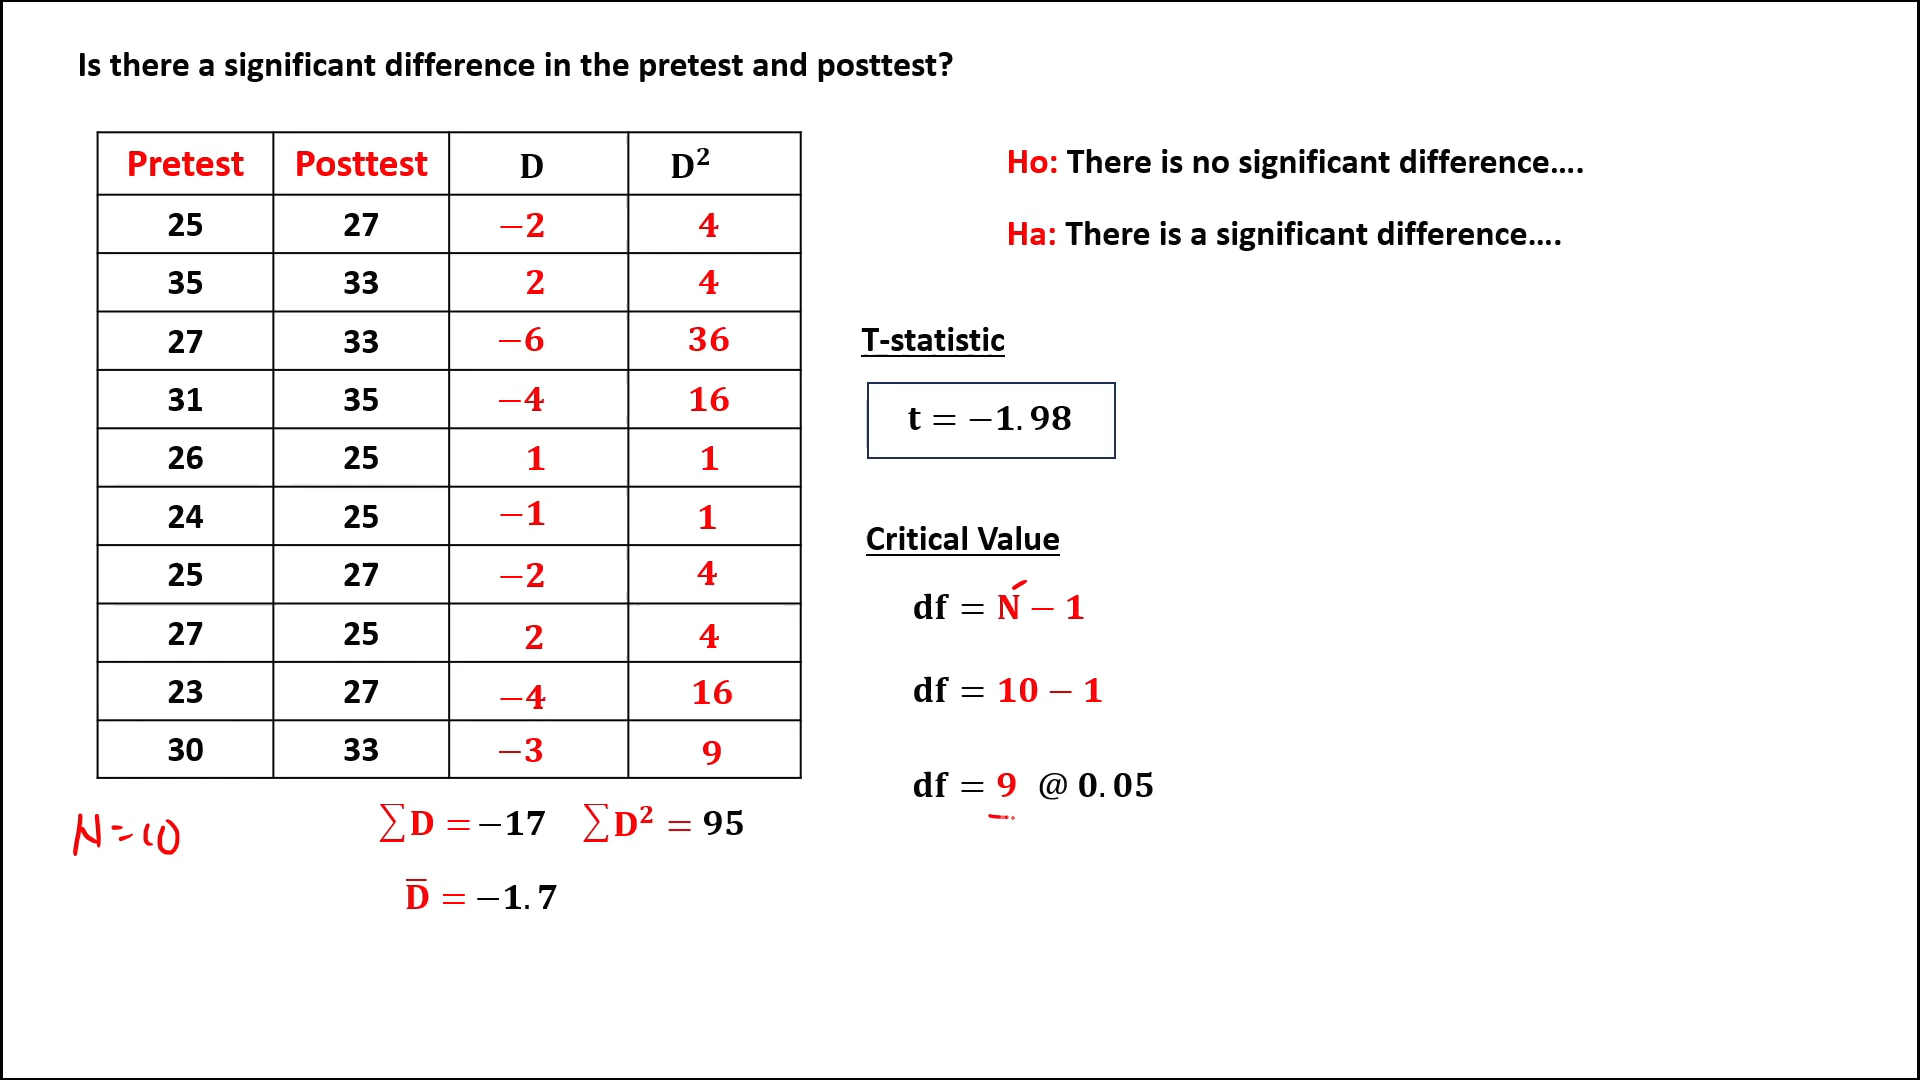 Is there a significant difference in the pretest and posttest?
Pretest Posttest D D²
25 27 −2 4
35 33 2 4
27 33 −6 36
31 35 −4 16
26 25 1 1
24 25 −1 1
25 27 −2 4
27 25 2 4
23 27 −4 16
30 33 −3 9
N=10
∑D = −17 ∑D² = 95
D̅ = −1.7
Ho: There is no significant difference....
Ha: There is a significant difference....
T-statistic
t = −1.98
Critical Value
df = N − 1
df = 10 − 1
df = 9 @ 0.05